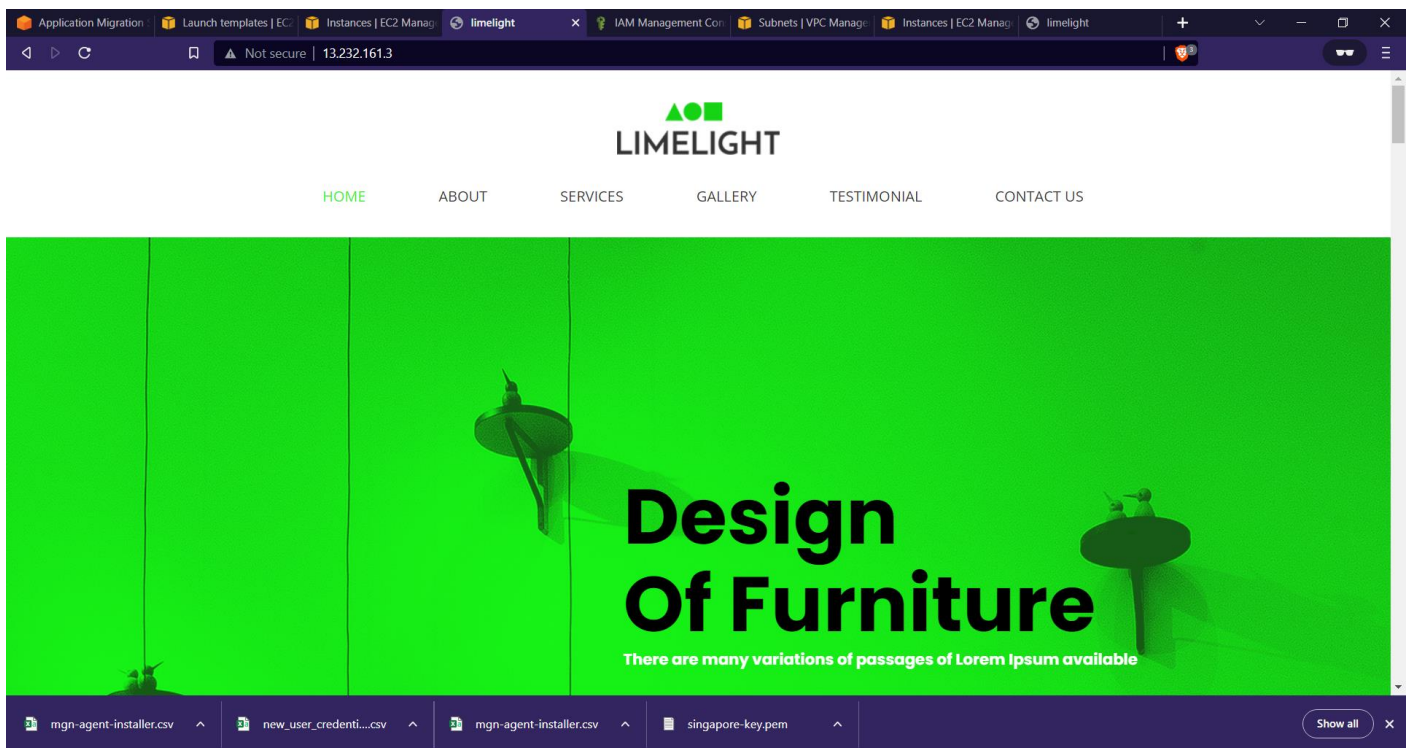 Application Migration S
Launch templates | EC2
Instances | EC2 Manag
limelight
IAM Management Con
Subnets | VPC Manage
Instances | EC2 Manag
limelight
Not secure | 13.232.161.3
3
LIMELIGHT
HOME ABOUT SERVICES GALLERY TESTIMONIAL CONTACT US
Design
Of Furniture
There are many variations of passages of Lorem Ipsum available
mgn-agent-installer.csv
new_user_credenti....csv
mgn-agent-installer.csv
singapore-key.pem
Show all